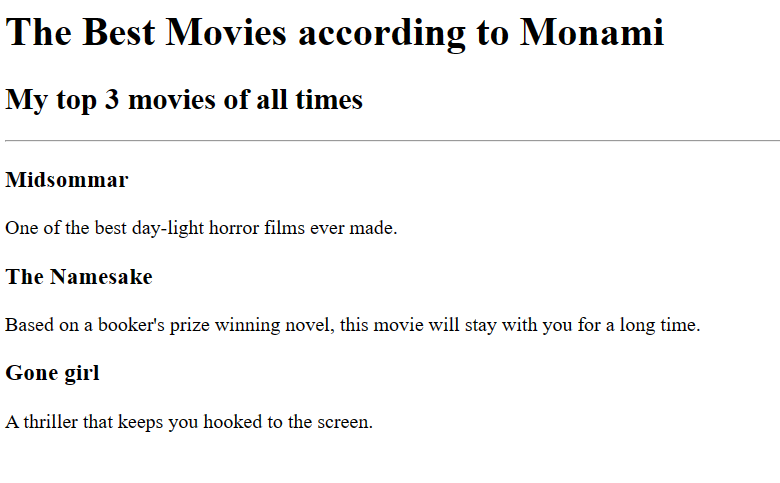 The Best Movies according to Monami
My top 3 movies of all times
Midsommar
One of the best day-light horror films ever made.
The Namesake
Based on a booker's prize winning novel, this movie will stay with you for a long time.
Gone girl
A thriller that keeps you hooked to the screen.